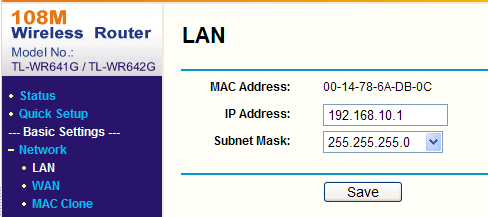 108M
Wireless Router
Model No.:
TL-WR641G / TL-WR642G
Status
Quick Setup
--- Basic Settings ---
Network
LAN
WAN
MAC Clone
LAN
MAC Address: 00-14-78-6A-DB-0C
IP Address: 192.168.10.1
Subnet Mask: 255.255.255.0
Save